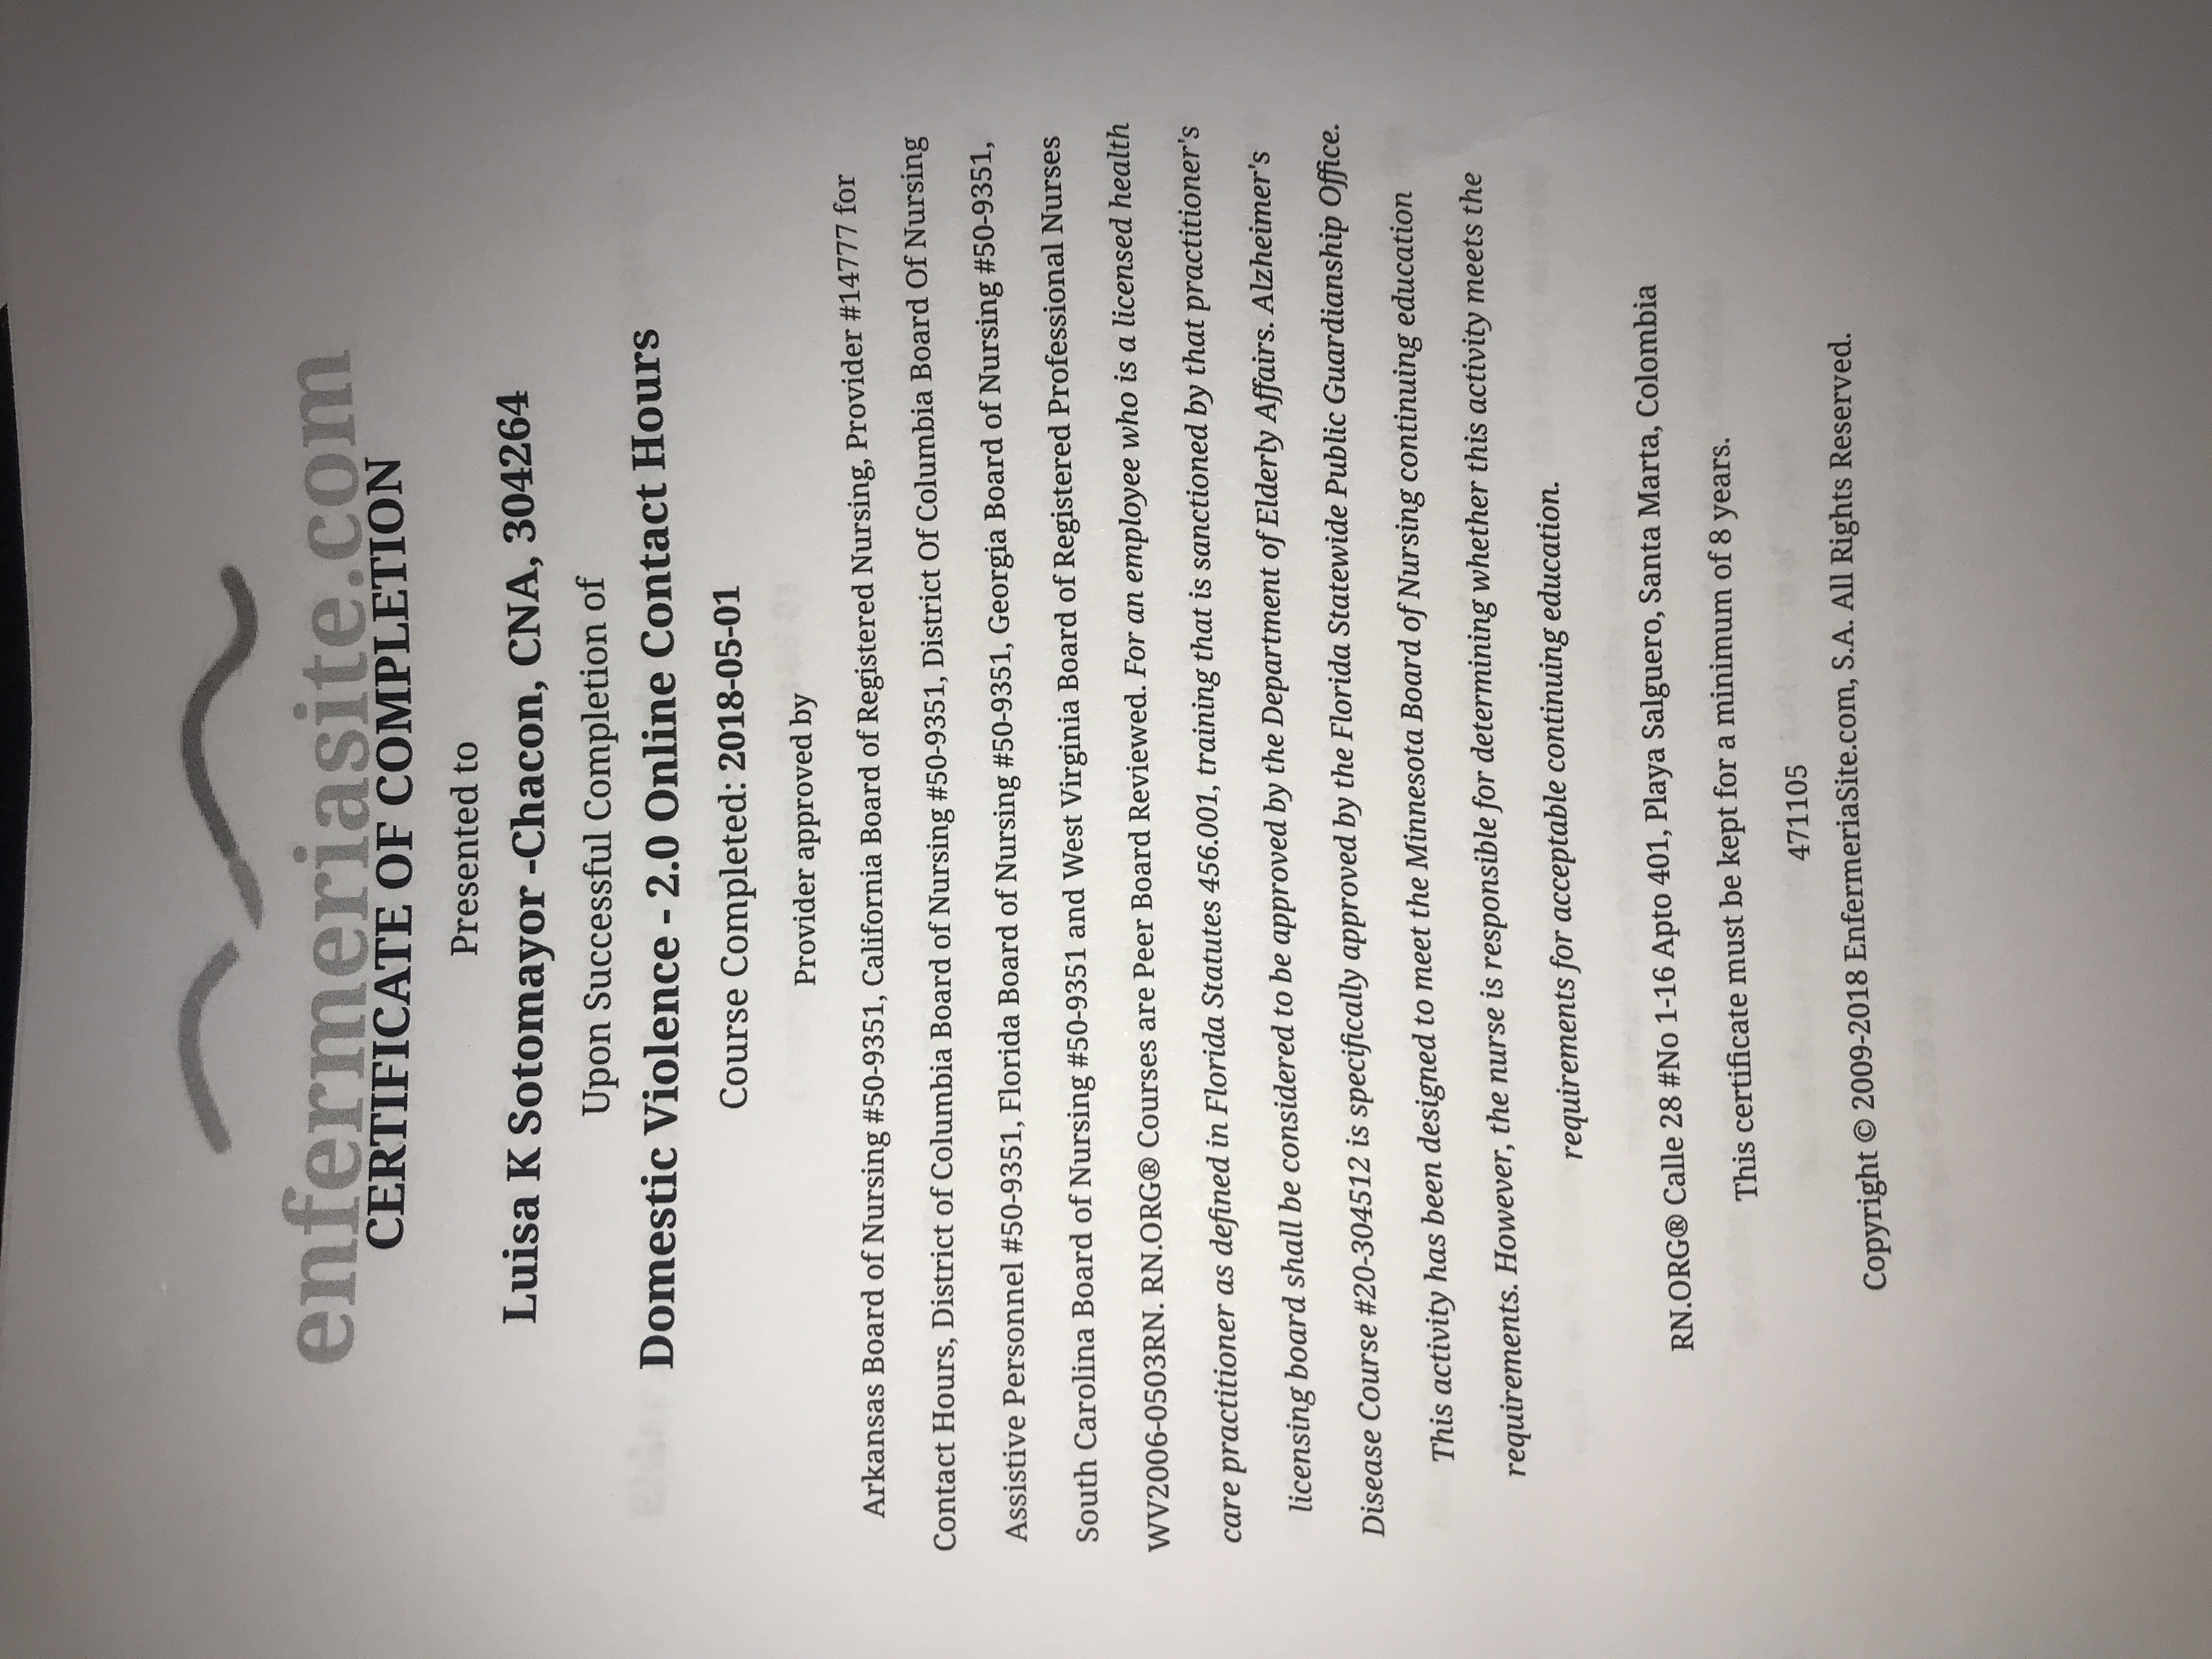 enfermeriasite.com
CERTIFICATE OF COMPLETION
Presented to
Luisa K Sotomayor -Chacon, CNA, 304264
Upon Successful Completion of
Domestic Violence - 2.0 Online Contact Hours
Course Completed: 2018-05-01
Provider approved by
Arkansas Board of Nursing #50-9351, California Board of Registered Nursing, Provider #14777 for
Contact Hours, District of Columbia Board of Nursing #50-9351, District Of Columbia Board Of Nursing
Assistive Personnel #50-9351, Florida Board of Nursing #50-9351, Georgia Board of Nursing #50-9351,
South Carolina Board of Nursing #50-9351 and West Virginia Board of Registered Professional Nurses
WV2006-0503RN. RN.ORG® Courses are Peer Board Reviewed. For an employee who is a licensed health
care practitioner as defined in Florida Statutes 456.001, training that is sanctioned by that practitioner's
licensing board shall be considered to be approved by the Department of Elderly Affairs. Alzheimer's
Disease Course #20-304512 is specifically approved by the Florida Statewide Public Guardianship Office.
This activity has been designed to meet the Minnesota Board of Nursing continuing education
requirements. However, the nurse is responsible for determining whether this activity meets the
requirements for acceptable continuing education.
RN.ORG® Calle 28 #No 1-16 Apto 401, Playa Salguero, Santa Marta, Colombia
This certificate must be kept for a minimum of 8 years.
471105
Copyright © 2009-2018 EnfermeriaSite.com, S.A. All Rights Reserved.